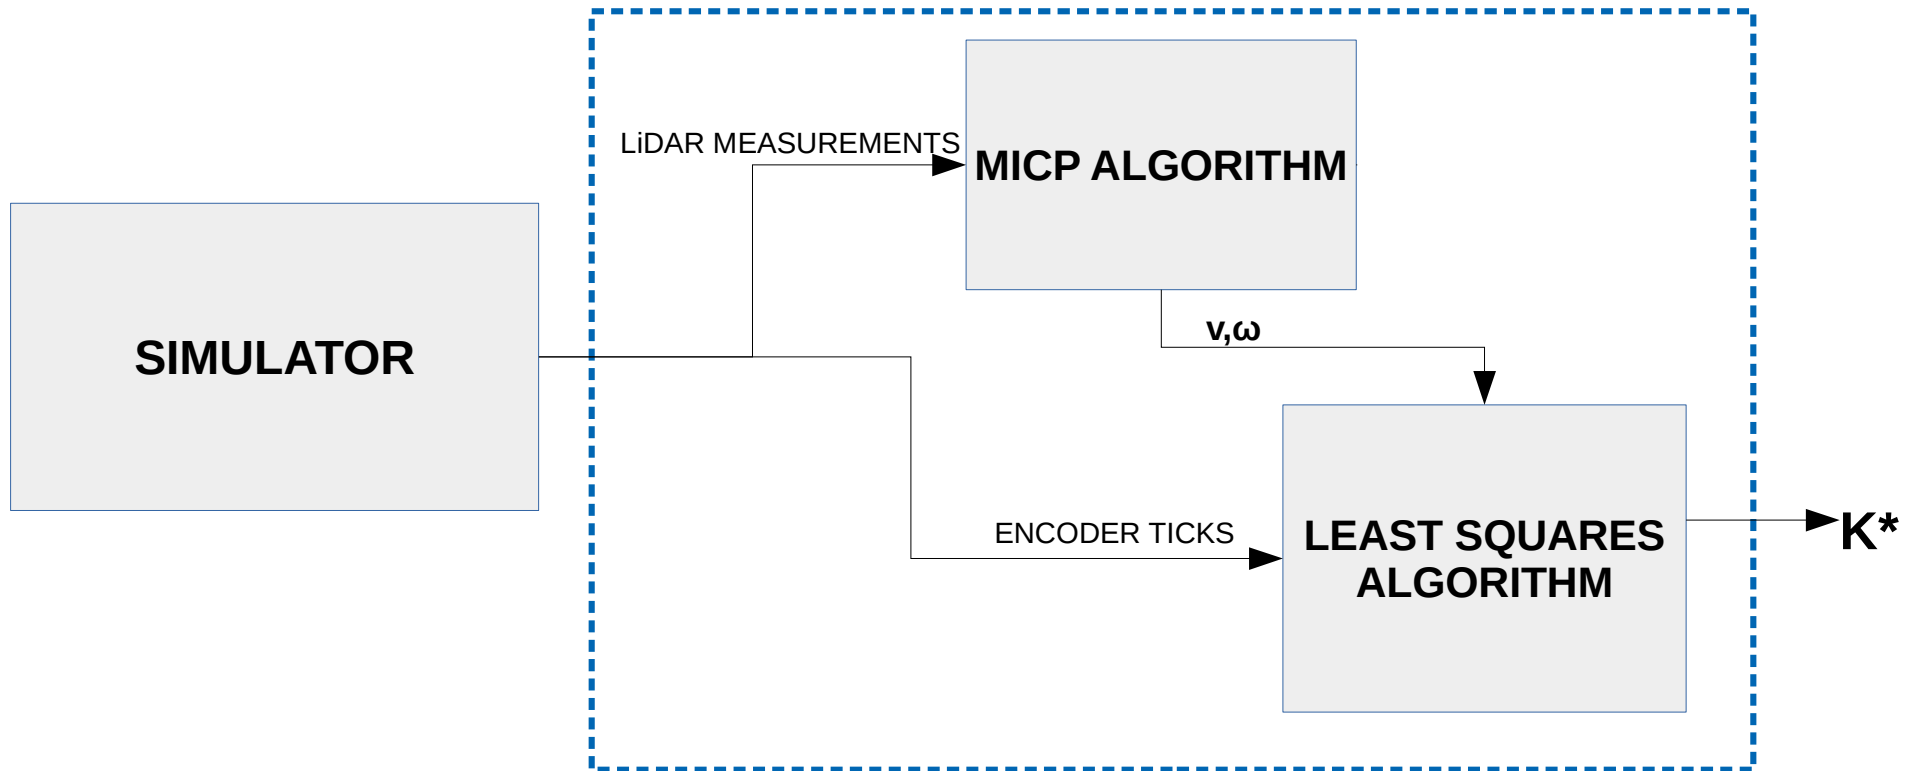 LiDAR MEASUREMENTS
MICP ALGORITHM
SIMULATOR
v,ω
ENCODER TICKS
LEAST SQUARES
ALGORITHM
K*